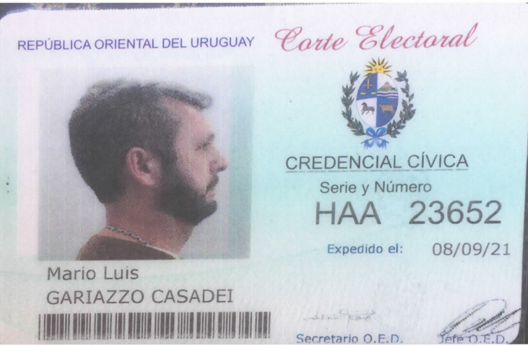 REPÚBLICA ORIENTAL DEL URUGUAY
Corte Electoral
CREDENCIAL CÍVICA
Serie y Número
HAA 23652
Expedido el: 08/09/21
Mario Luis
GARIAZZO CASADEI
Secretario O.E.D. Jefe O.E.D.